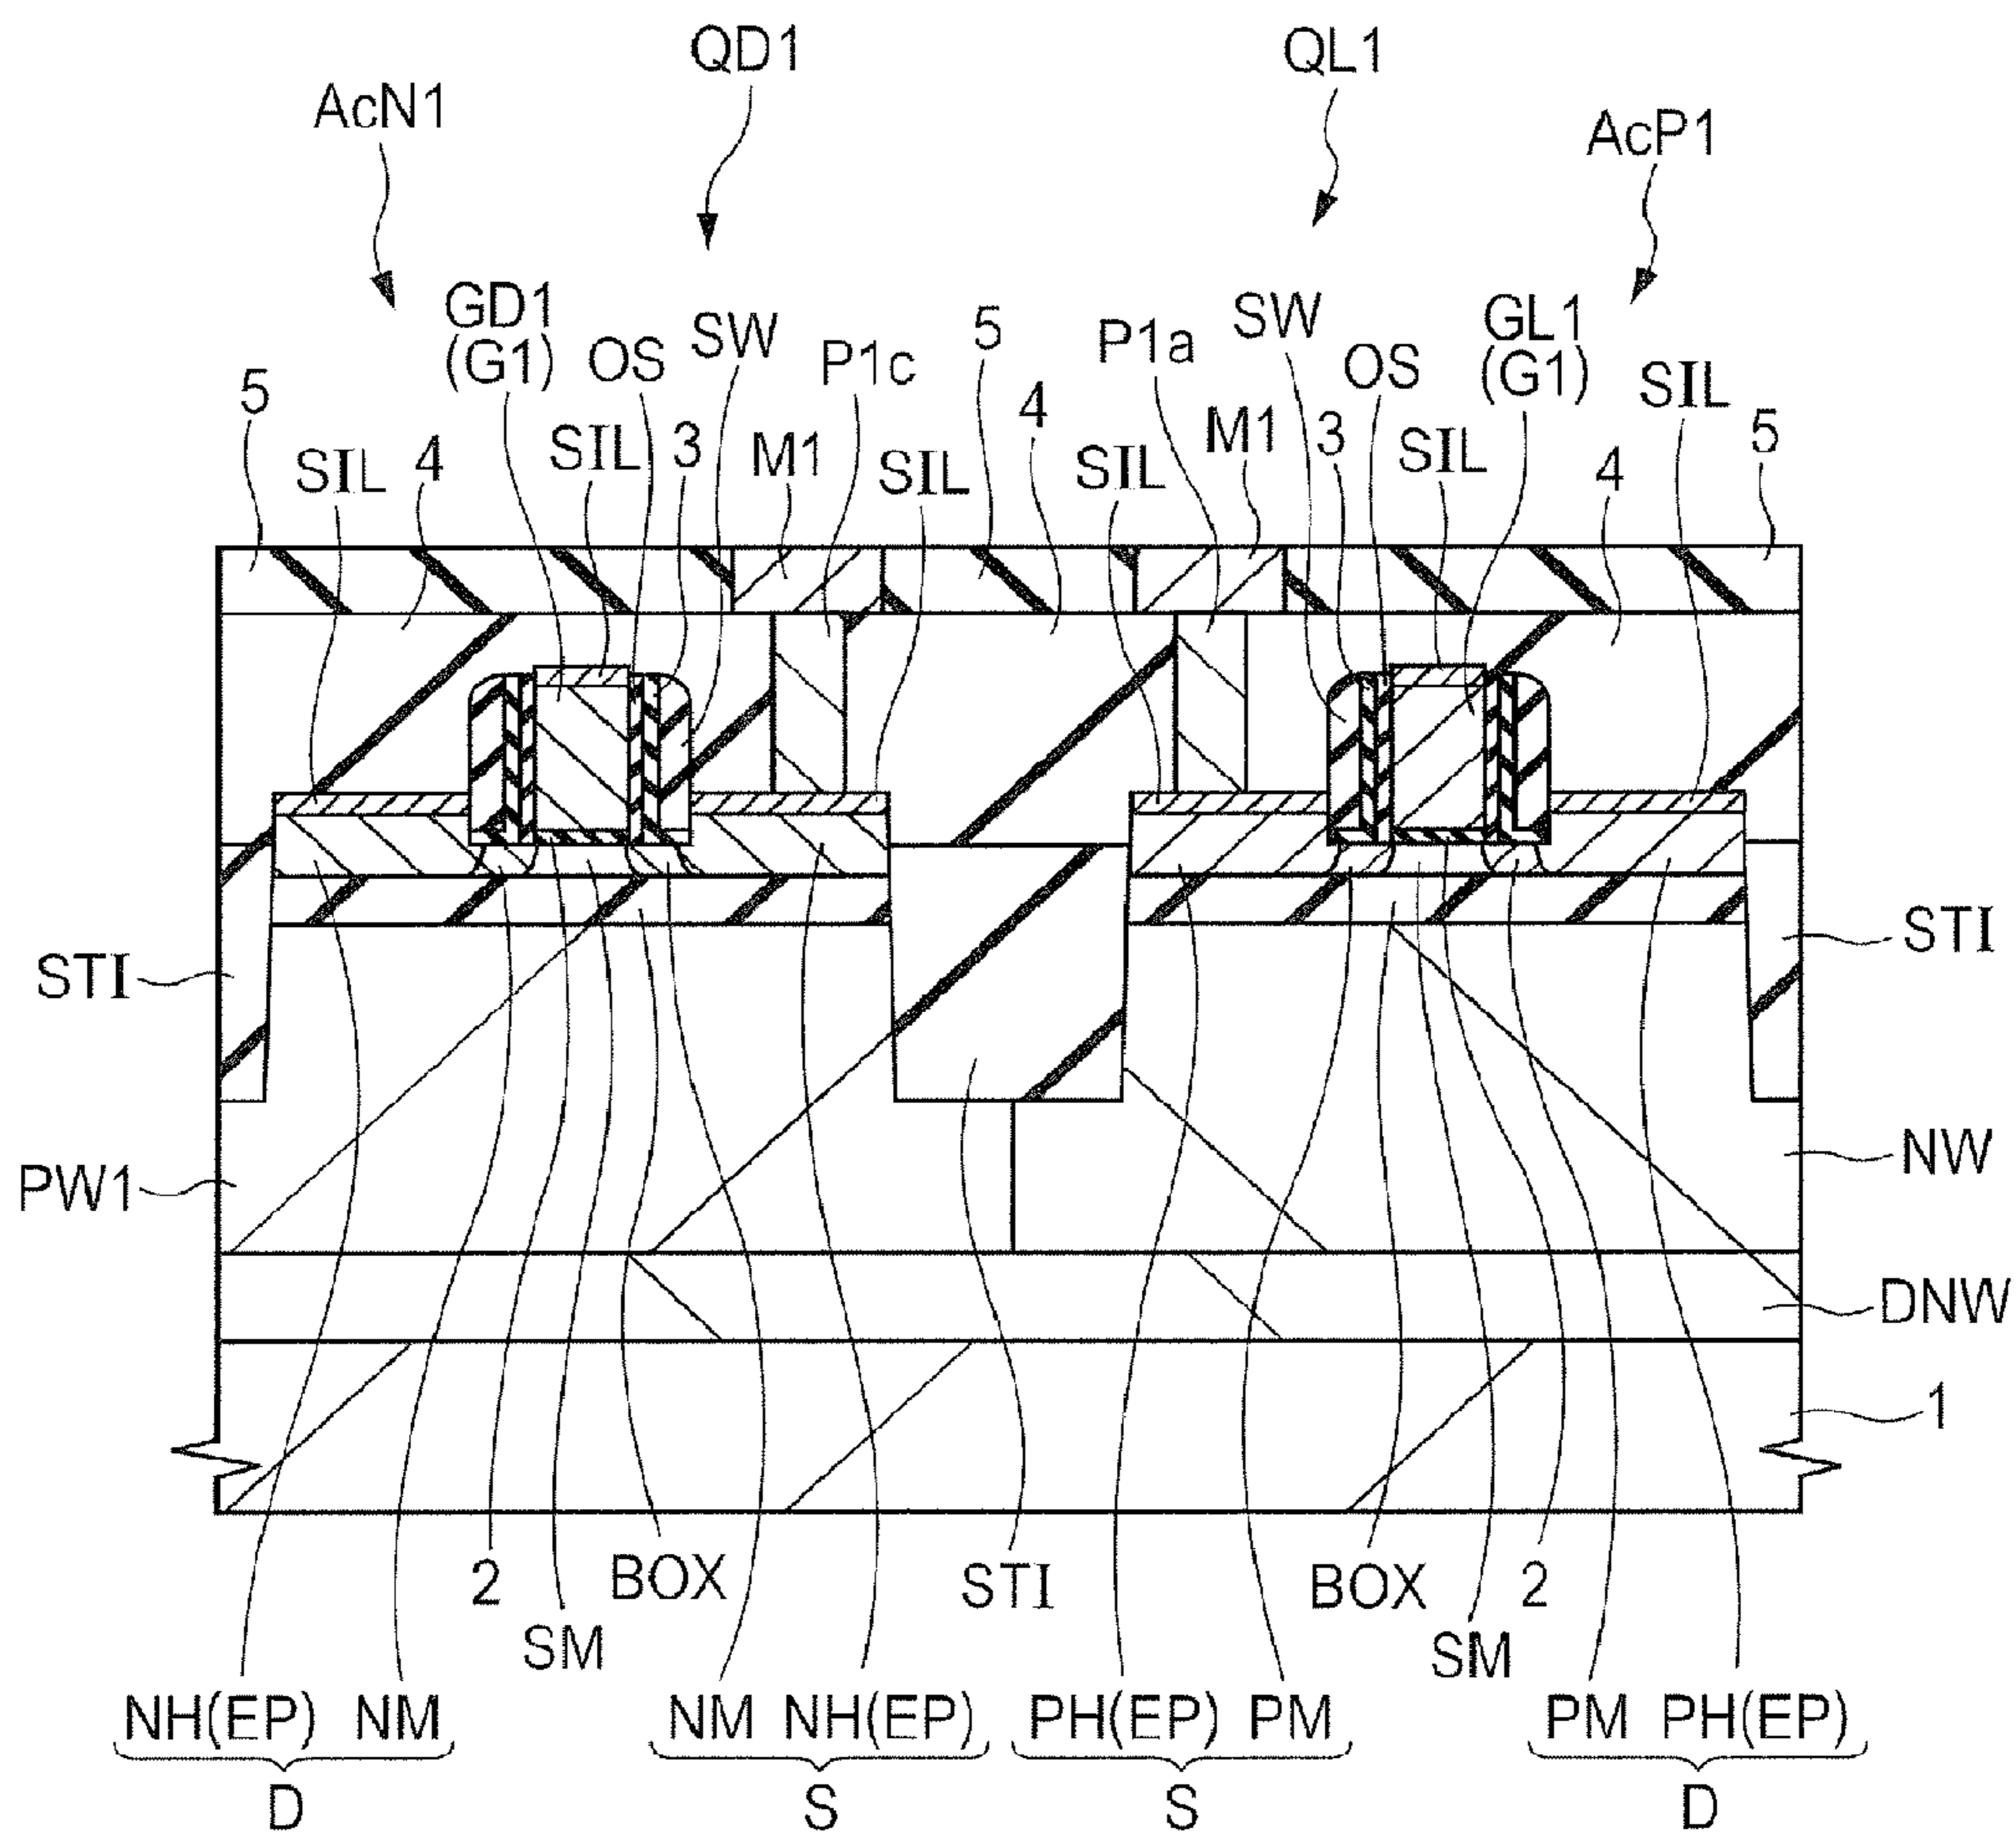 QD1 QL1
AcN1 AcP1
GD1 (G1) OS SW P1c 5 P1a SW OS GL1 (G1) SIL
5 SIL 4 SIL 3 M1 SIL 4 SIL M1 3 SIL 4 5
STI STI
PW1 NW
DNW
1
2 BOX STI BOX 2
SM SM
NH(EP) NM NM NH(EP) PH(EP) PM PM PH(EP)
D S S D